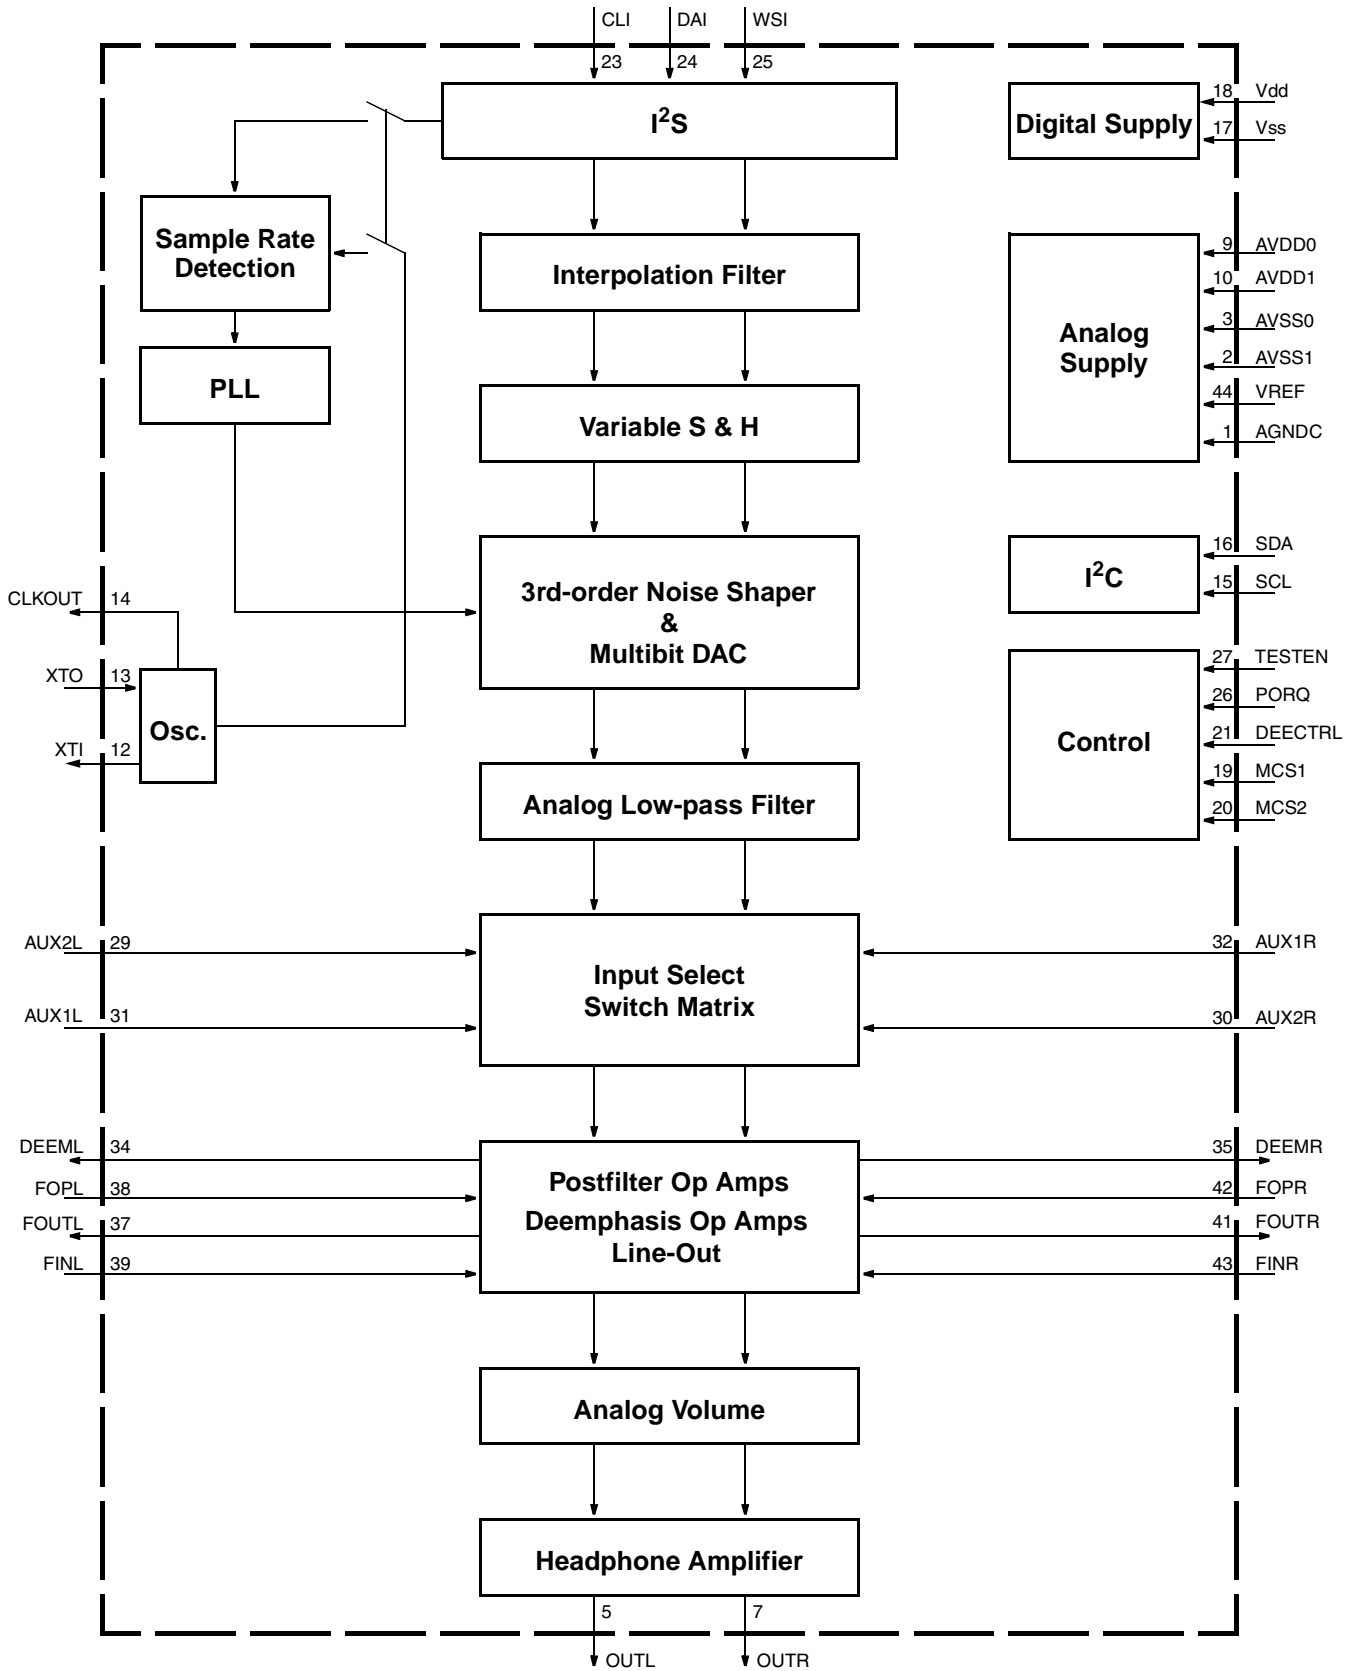 CLI DAI WSI
23 24 25
I²S
Digital Supply
18 Vdd
17 Vss
Sample Rate
Detection
Interpolation Filter
Analog
Supply
9 AVDD0
10 AVDD1
3 AVSS0
2 AVSS1
44 VREF
1 AGNDC
PLL
Variable S & H
3rd-order Noise Shaper
&
Multibit DAC
I²C
16 SDA
15 SCL
CLKOUT 14
XTO 13
XTI 12
Osc.
Control
27 TESTEN
26 PORQ
21 DEECTRL
19 MCS1
20 MCS2
Analog Low-pass Filter
AUX2L 29
AUX1L 31
Input Select
Switch Matrix
32 AUX1R
30 AUX2R
DEEML 34
FOPL 38
FOUTL 37
FINL 39
Postfilter Op Amps
Deemphasis Op Amps
Line-Out
35 DEEMR
42 FOPR
41 FOUTR
43 FINR
Analog Volume
Headphone Amplifier
5 7
OUTL OUTR